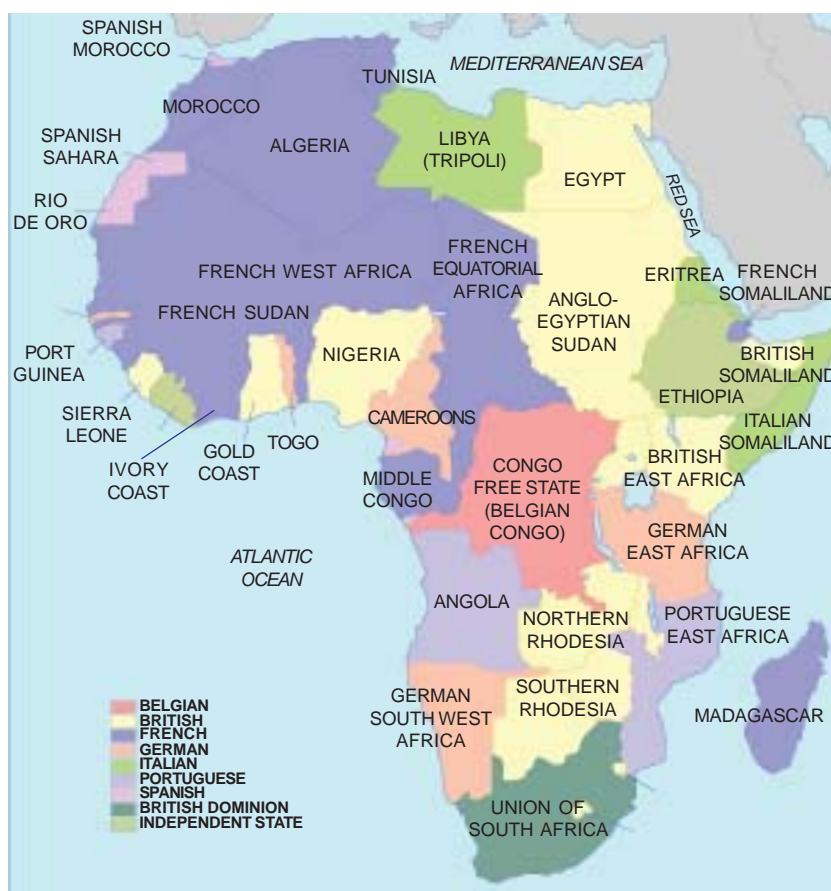 SPANISH
MOROCCO
MEDITERRANEAN SEA
TUNISIA
MOROCCO
ALGERIA
LIBYA
(TRIPOLI)
SPANISH
SAHARA
EGYPT
RED SEA
RIO
DE ORO
FRENCH WEST AFRICA
FRENCH
EQUATORIAL
AFRICA
ERITREA
FRENCH
SOMALILAND
FRENCH SUDAN
ANGLO-
EGYPTIAN
SUDAN
NIGERIA
PORT
GUINEA
BRITISH
SOMALILAND
ETHIOPIA
SIERRA
LEONE
CAMEROONS
ITALIAN
SOMALILAND
GOLD
COAST
TOGO
IVORY
COAST
BRITISH
EAST AFRICA
MIDDLE
CONGO
CONGO
FREE STATE
(BELGIAN
CONGO)
GERMAN
EAST AFRICA
ATLANTIC
OCEAN
ANGOLA
NORTHERN
RHODESIA
PORTUGUESE
EAST AFRICA
GERMAN
SOUTH WEST
AFRICA
SOUTHERN
RHODESIA
MADAGASCAR
UNION OF
SOUTH AFRICA
BELGIAN
BRITISH
FRENCH
GERMAN
ITALIAN
PORTUGUESE
SPANISH
BRITISH DOMINION
INDEPENDENT STATE